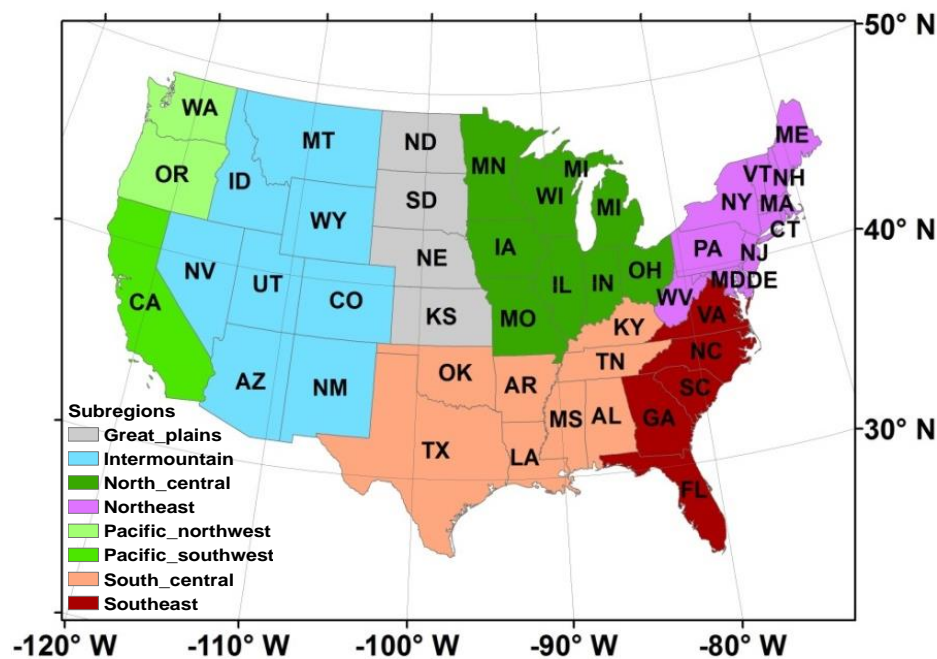 50° N
WA
MT
ND
MN
ME
OR
ID
SD
WI
MI
MI
VT
NH
NY
MA
CT
40° N
WY
NE
IA
PA
NJ
NV
UT
CO
IL
IN
OH
MD
DE
WV
CA
KS
MO
KY
VA
AZ
NM
OK
AR
TN
NC
SC
TX
LA
MS
AL
GA
FL
30° N
Subregions
Great_plains
Intermountain
North_central
Northeast
Pacific_northwest
Pacific_southwest
South_central
Southeast
-120° W
-110° W
-100° W
-90° W
-80° W